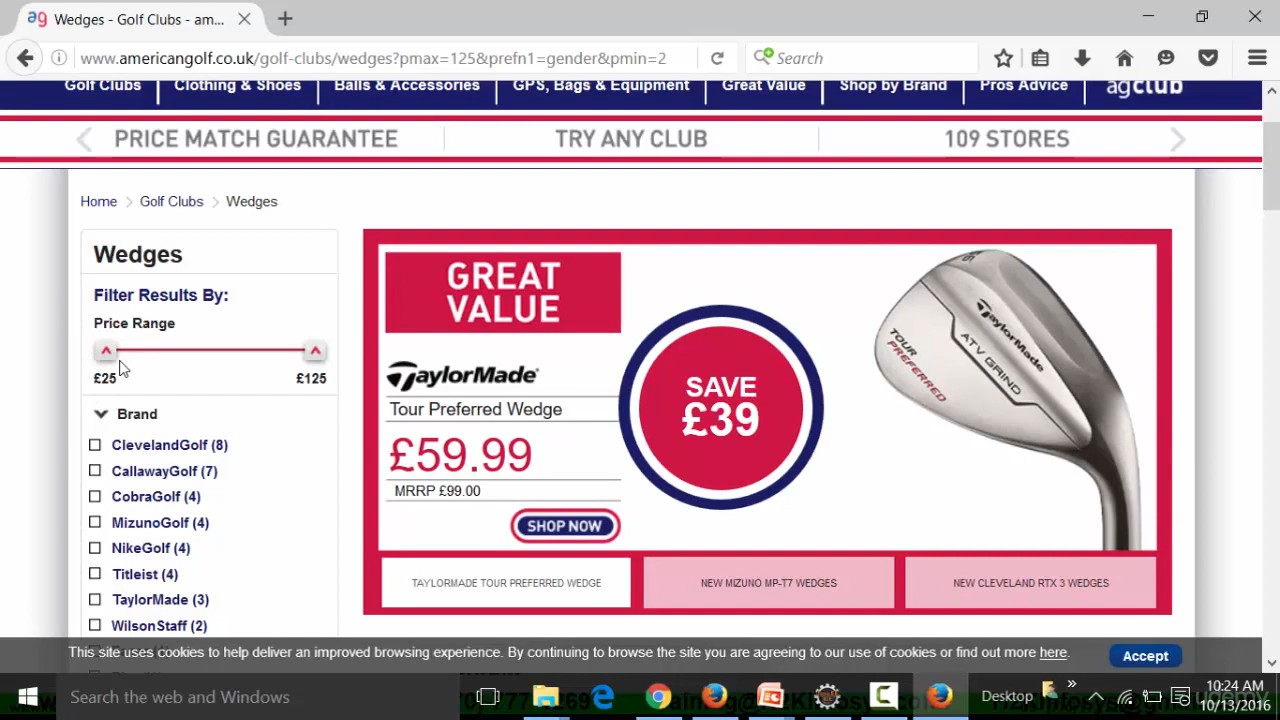 ag Wedges - Golf Clubs - am...
www.americangolf.co.uk/golf-clubs/wedges?pmax=125&prefn1=gender&pmin=2
Search
Golf Clubs
Clothing & Shoes
Balls & Accessories
GPS, Bags & Equipment
Great Value
Shop by Brand
Pros Advice
agclub
PRICE MATCH GUARANTEE
TRY ANY CLUB
109 STORES
Home > Golf Clubs > Wedges
Wedges
Filter Results By:
Price Range
£25 £125
Brand
ClevelandGolf (8)
CallawayGolf (7)
CobraGolf (4)
MizunoGolf (4)
NikeGolf (4)
Titleist (4)
TaylorMade (3)
WilsonStaff (2)
GREAT
VALUE
TaylorMade
Tour Preferred Wedge
£59.99
MRRP £99.00
SHOP NOW
SAVE
£39
TaylorMade
ATV GRIND
TOUR
PREFERRED
TAYLORMADE TOUR PREFERRED WEDGE
NEW MIZUNO MP-T7 WEDGES
NEW CLEVELAND RTX 3 WEDGES
This site uses cookies to help deliver an improved browsing experience. By continuing to browse the site you are agreeing to our use of cookies or find out more here.
Accept
Search the web and Windows
Desktop
10:24 AM
10/13/2016